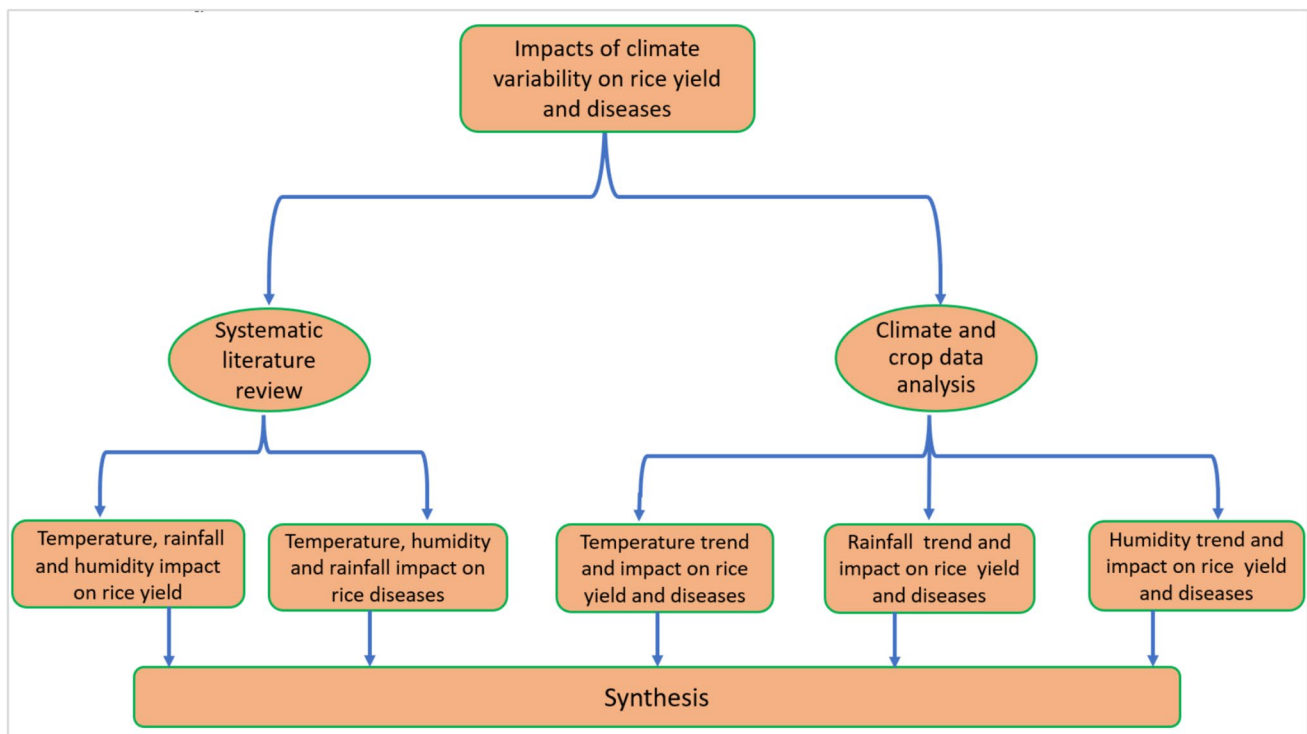 Impacts of climate
variability on rice yield
and diseases
Systematic
literature
review
Climate and
crop data
analysis
Temperature, rainfall
and humidity impact
on rice yield
Temperature, humidity
and rainfall impact on
rice diseases
Temperature trend
and impact on rice
yield and diseases
Rainfall trend and
impact on rice yield
and diseases
Humidity trend and
impact on rice yield
and diseases
Synthesis